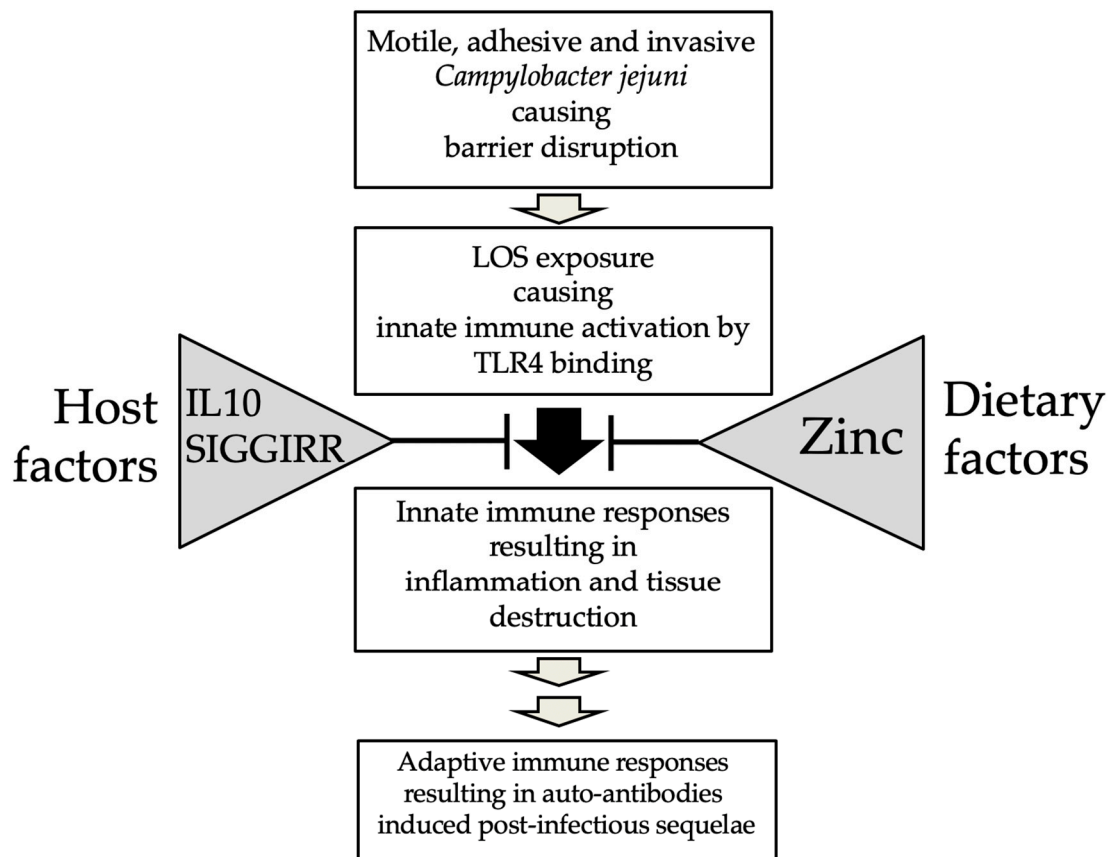 Motile, adhesive and invasive
Campylobacter jejuni
causing
barrier disruption
LOS exposure
causing
innate immune activation by
TLR4 binding
Host
factors
IL10
SIGGIRR
Zinc
Dietary
factors
Innate immune responses
resulting in
inflammation and tissue
destruction
Adaptive immune responses
resulting in auto-antibodies
induced post-infectious sequelae